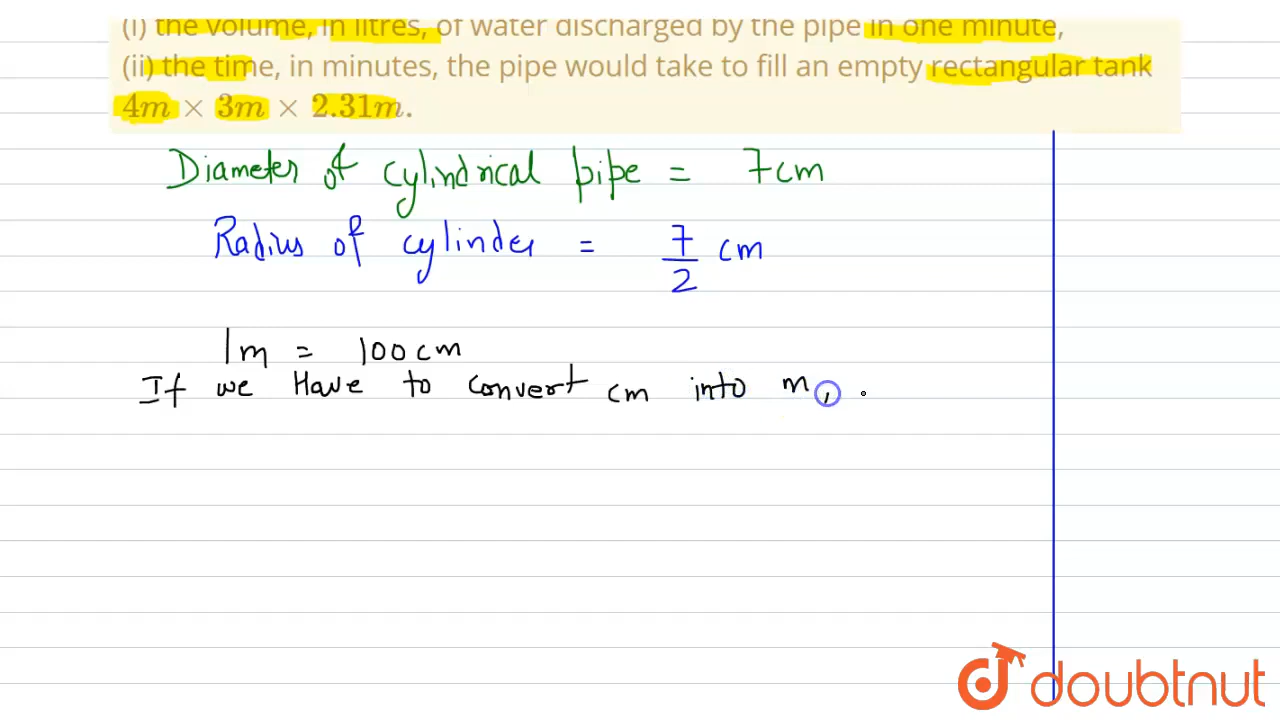 (i) the volume, in litres, of water discharged by the pipe in one minute,
(ii) the time, in minutes, the pipe would take to fill an empty rectangular tank
4m × 3m × 2.31m.
Diameter of cylindrical pipe = 7cm
Radius of cylinder = 7/2 cm
1m = 100cm
If we Have to convert cm into m,
doubtnut